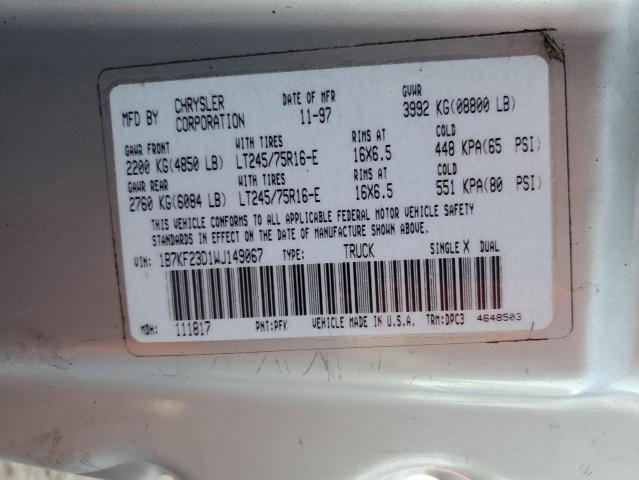 MFD BY CHRYSLER CORPORATION DATE OF MFR 11-97 GVWR 3992 KG(08800 LB)
GAWR FRONT WITH TIRES RIMS AT COLD
2200 KG(4850 LB) LT245/75R16-E 16X6.5 448 KPA(65 PSI)
GAWR REAR WITH TIRES RIMS AT COLD
2760 KG(6084 LB) LT245/75R16-E 16X6.5 551 KPA(80 PSI)
THIS VEHICLE CONFORMS TO ALL APPLICABLE FEDERAL MOTOR VEHICLE SAFETY
STANDARDS IN EFFECT ON THE DATE OF MANUFACTURE SHOWN ABOVE.
VIN: 1B7KF23D1WJ149067 TYPE: TRUCK SINGLE X DUAL
MDH: 111817 PNT:PFK VEHICLE MADE IN U.S.A. TRM:DPC3 4648503